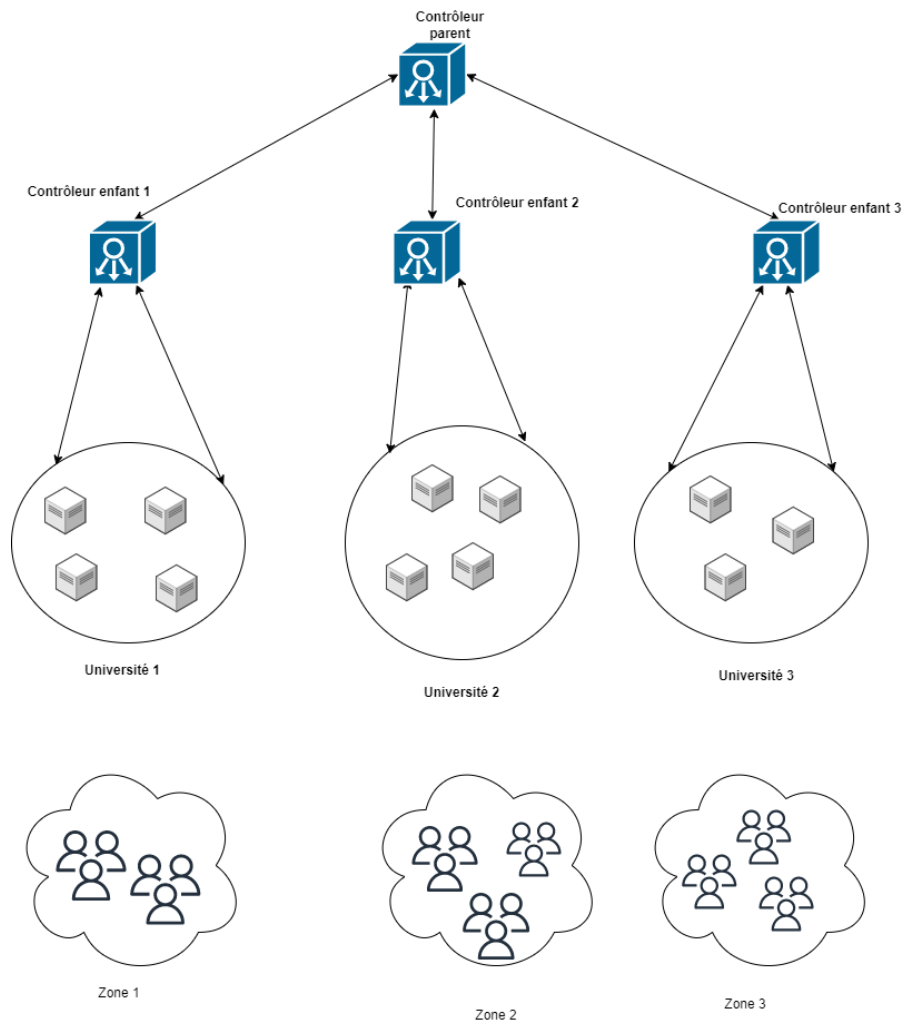 Contrôleur
parent
Contrôleur enfant 1
Contrôleur enfant 2
Contrôleur enfant 3
Université 1
Université 2
Université 3
Zone 1
Zone 2
Zone 3